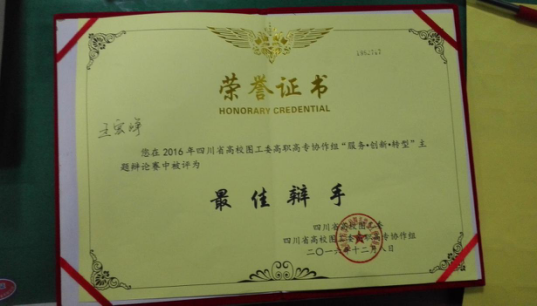 荣誉证书
HONORARY CREDENTIAL
您在2016年四川省高校图工委高职高专协作组“服务•创新•转型”主
题辩论赛中被评为
最佳辩手
四川省高校图工委
四川省高校图工委高职高专协作组
二〇一六年十二月八日